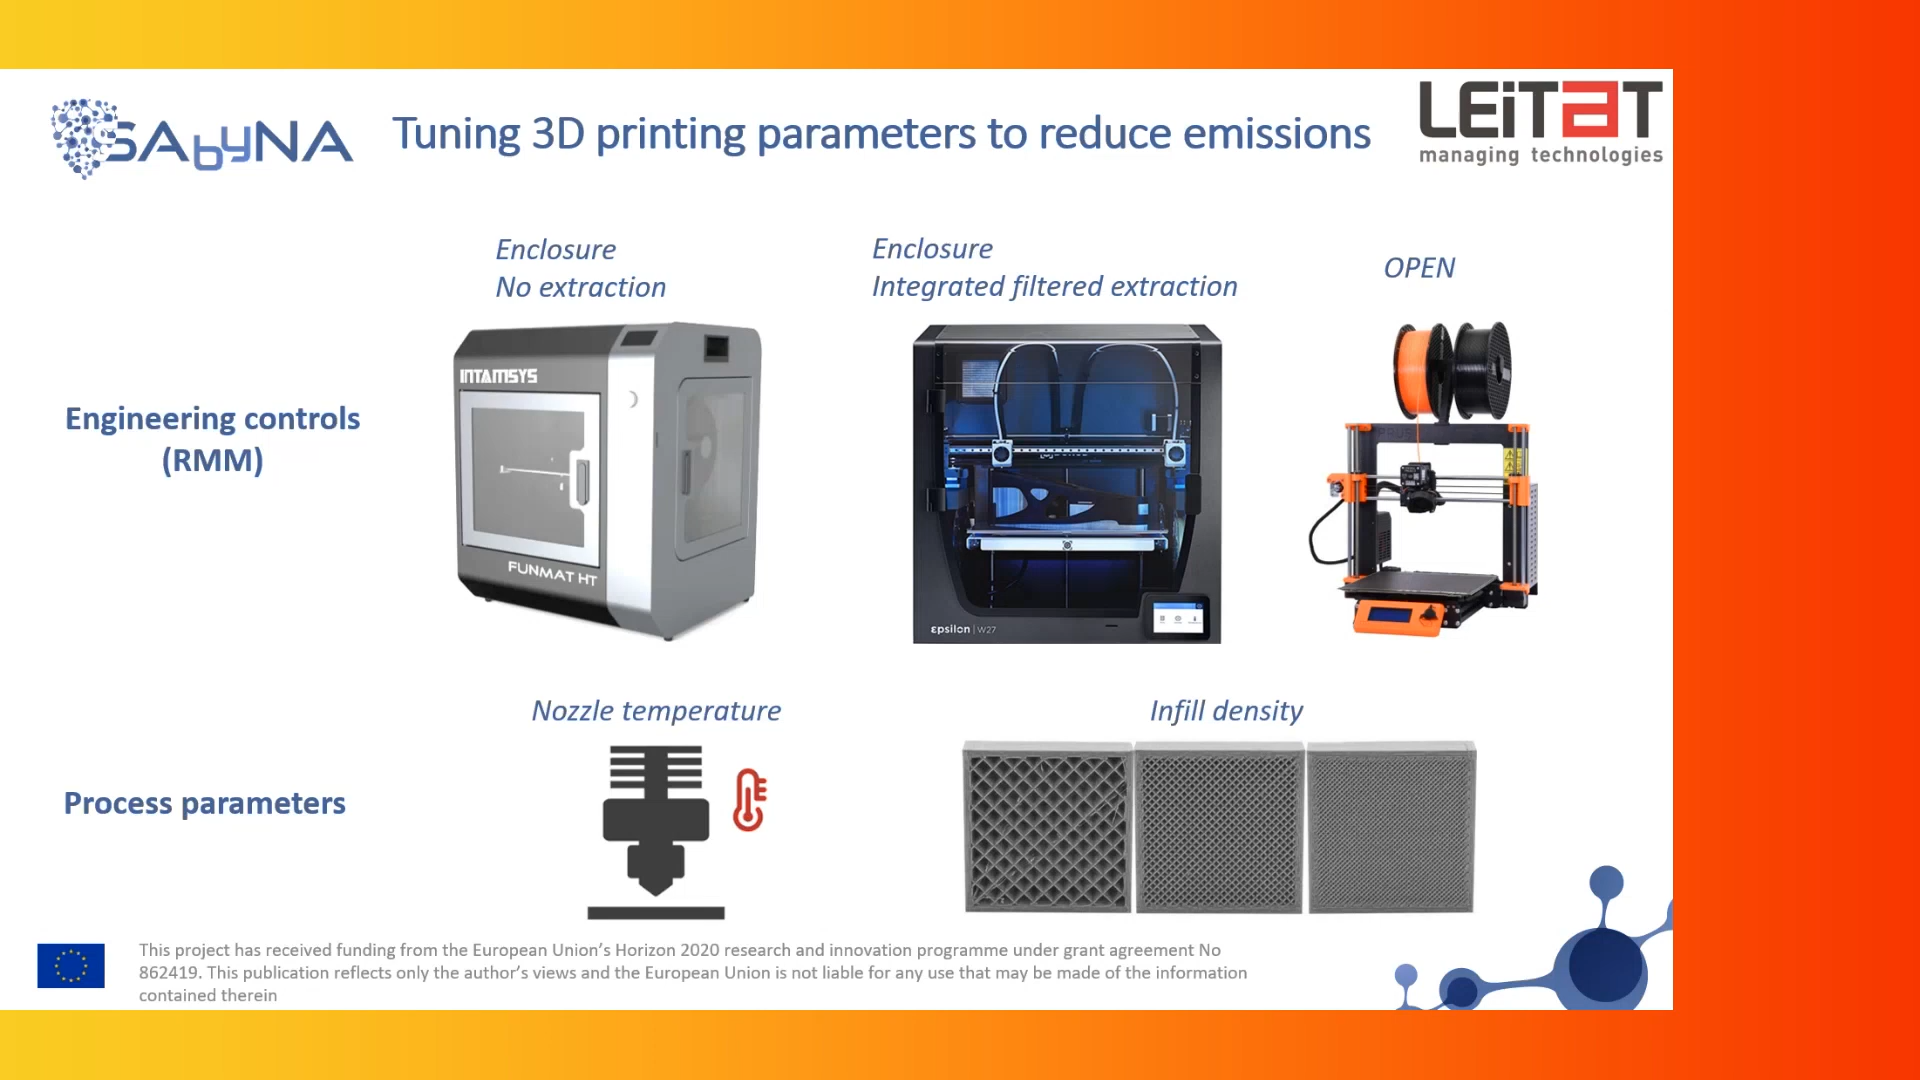 SAbyNA
Tuning 3D printing parameters to reduce emissions
LEiTaT
managing technologies
Enclosure
No extraction
Enclosure
Integrated filtered extraction
OPEN
Engineering controls
(RMM)
INTAMSYS
FUNMAT HT
epsilon | W27
Nozzle temperature
Infill density
Process parameters
This project has received funding from the European Union’s Horizon 2020 research and innovation programme under grant agreement No
862419. This publication reflects only the author’s views and the European Union is not liable for any use that may be made of the information
contained therein